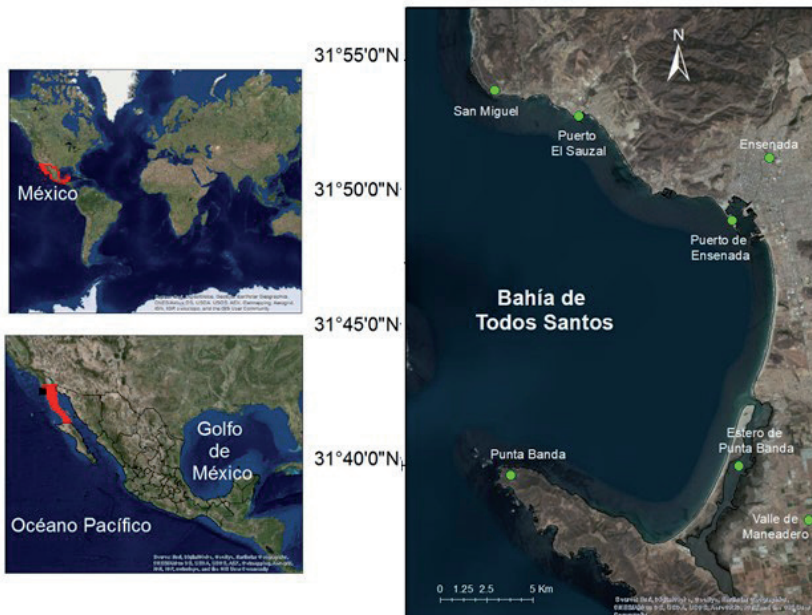 México
Golfo
de
México
Océano Pacífico
31°55'0"N
31°50'0"N
31°45'0"N
31°40'0"N
N
San Miguel
Puerto
El Sauzal
Ensenada
Puerto de
Ensenada
Bahía de
Todos Santos
Punta Banda
Estero de
Punta Banda
Valle de
Maneadero
0 1.25 2.5 5 Km